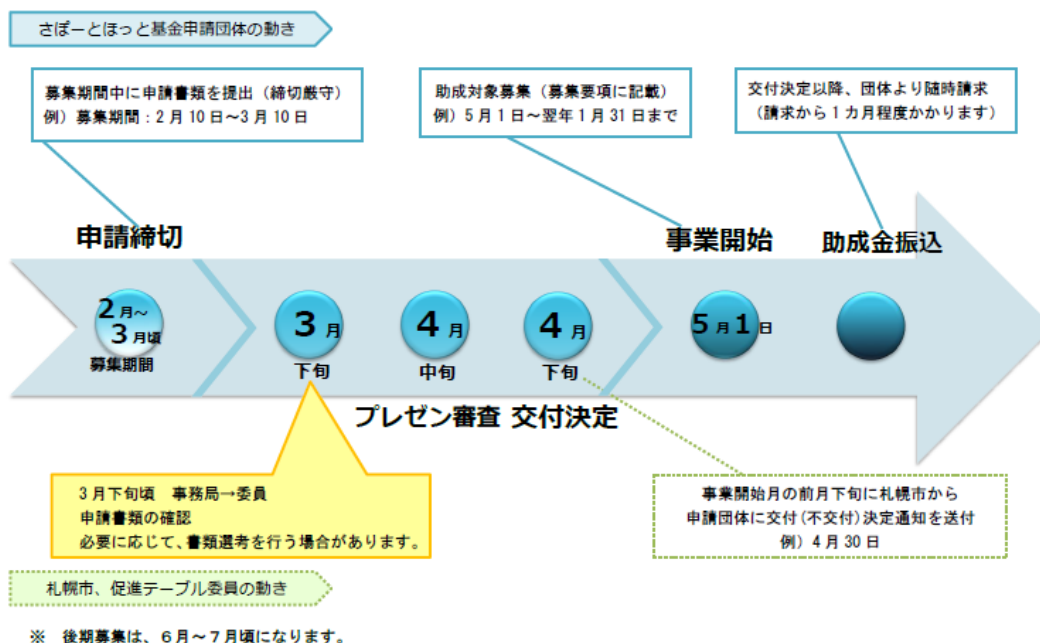 さぽーとほっと基金申請団体の動き
募集期間中に申請書類を提出（締切厳守）
例）募集期間：2月10日～3月10日
助成対象募集（募集要項に記載）
例）5月1日～翌年1月31日まで
交付決定以降、団体より随時請求
（請求から1カ月程度かかります）
申請締切
事業開始
助成金振込
2月～
3月頃
募集期間
3月
下旬
4月
中旬
4月
下旬
5月1日
プレゼン審査 交付決定
3月下旬頃　事務局→委員
申請書類の確認
必要に応じて、書類選考を行う場合があります。
事業開始月の前月下旬に札幌市から
申請団体に交付(不交付)決定通知を送付
例）4月30日
札幌市、促進テーブル委員の動き
※　後期募集は、6月～7月頃になります。